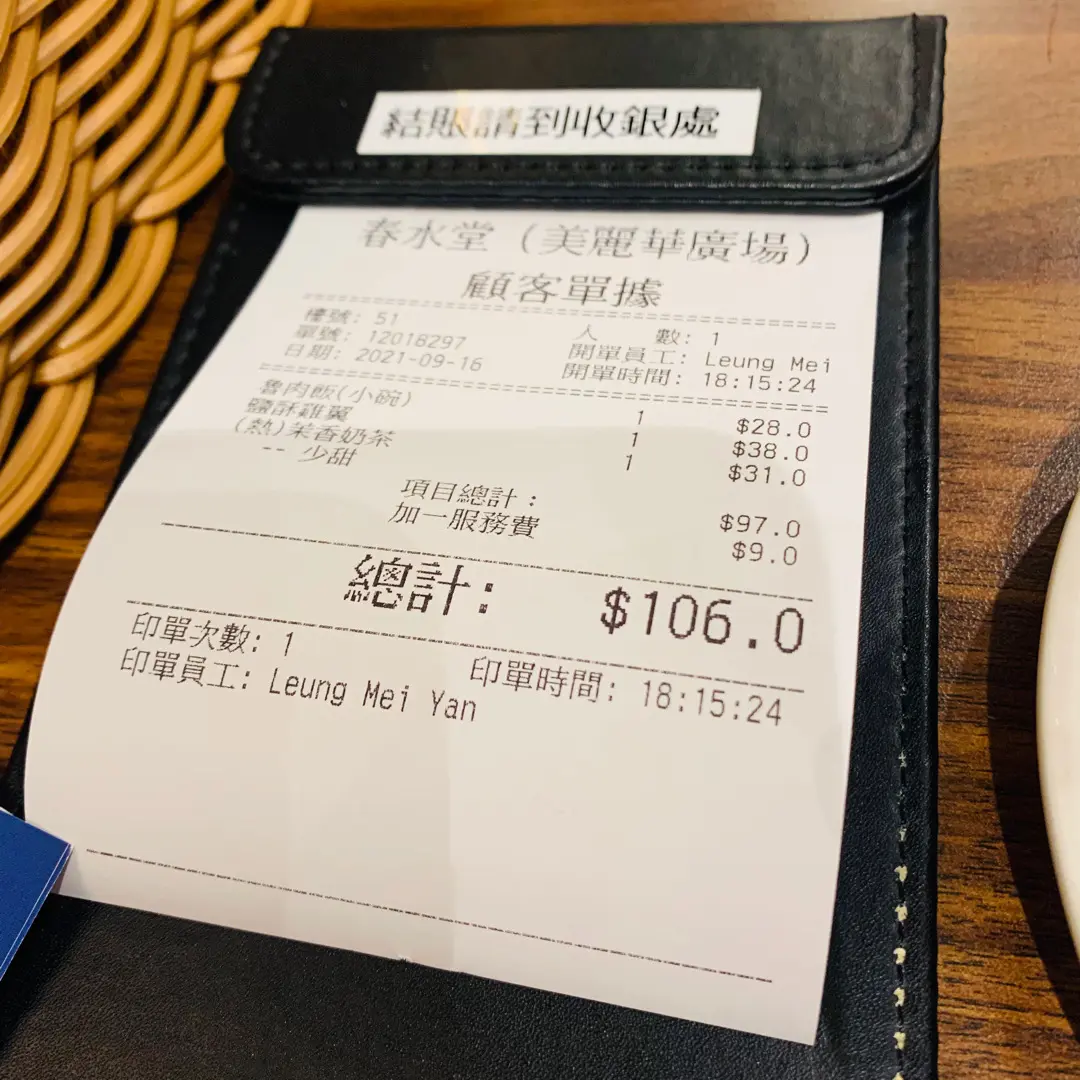 結賬請到收銀處
春水堂 (美麗華廣場)
顧客單據
檯號: 51 人 數: 1
單號: 12018297 開單員工: Leung Mei
日期: 2021-09-16 開單時間: 18:15:24
魯肉飯(小碗) 1 $28.0
鹽酥雞翼 1 $38.0
(熱)茉香奶茶 1 $31.0
-- 少甜
項目總計: $97.0
加一服務費 $9.0
總計: $106.0
印單次數: 1 印單時間: 18:15:24
印單員工: Leung Mei Yan